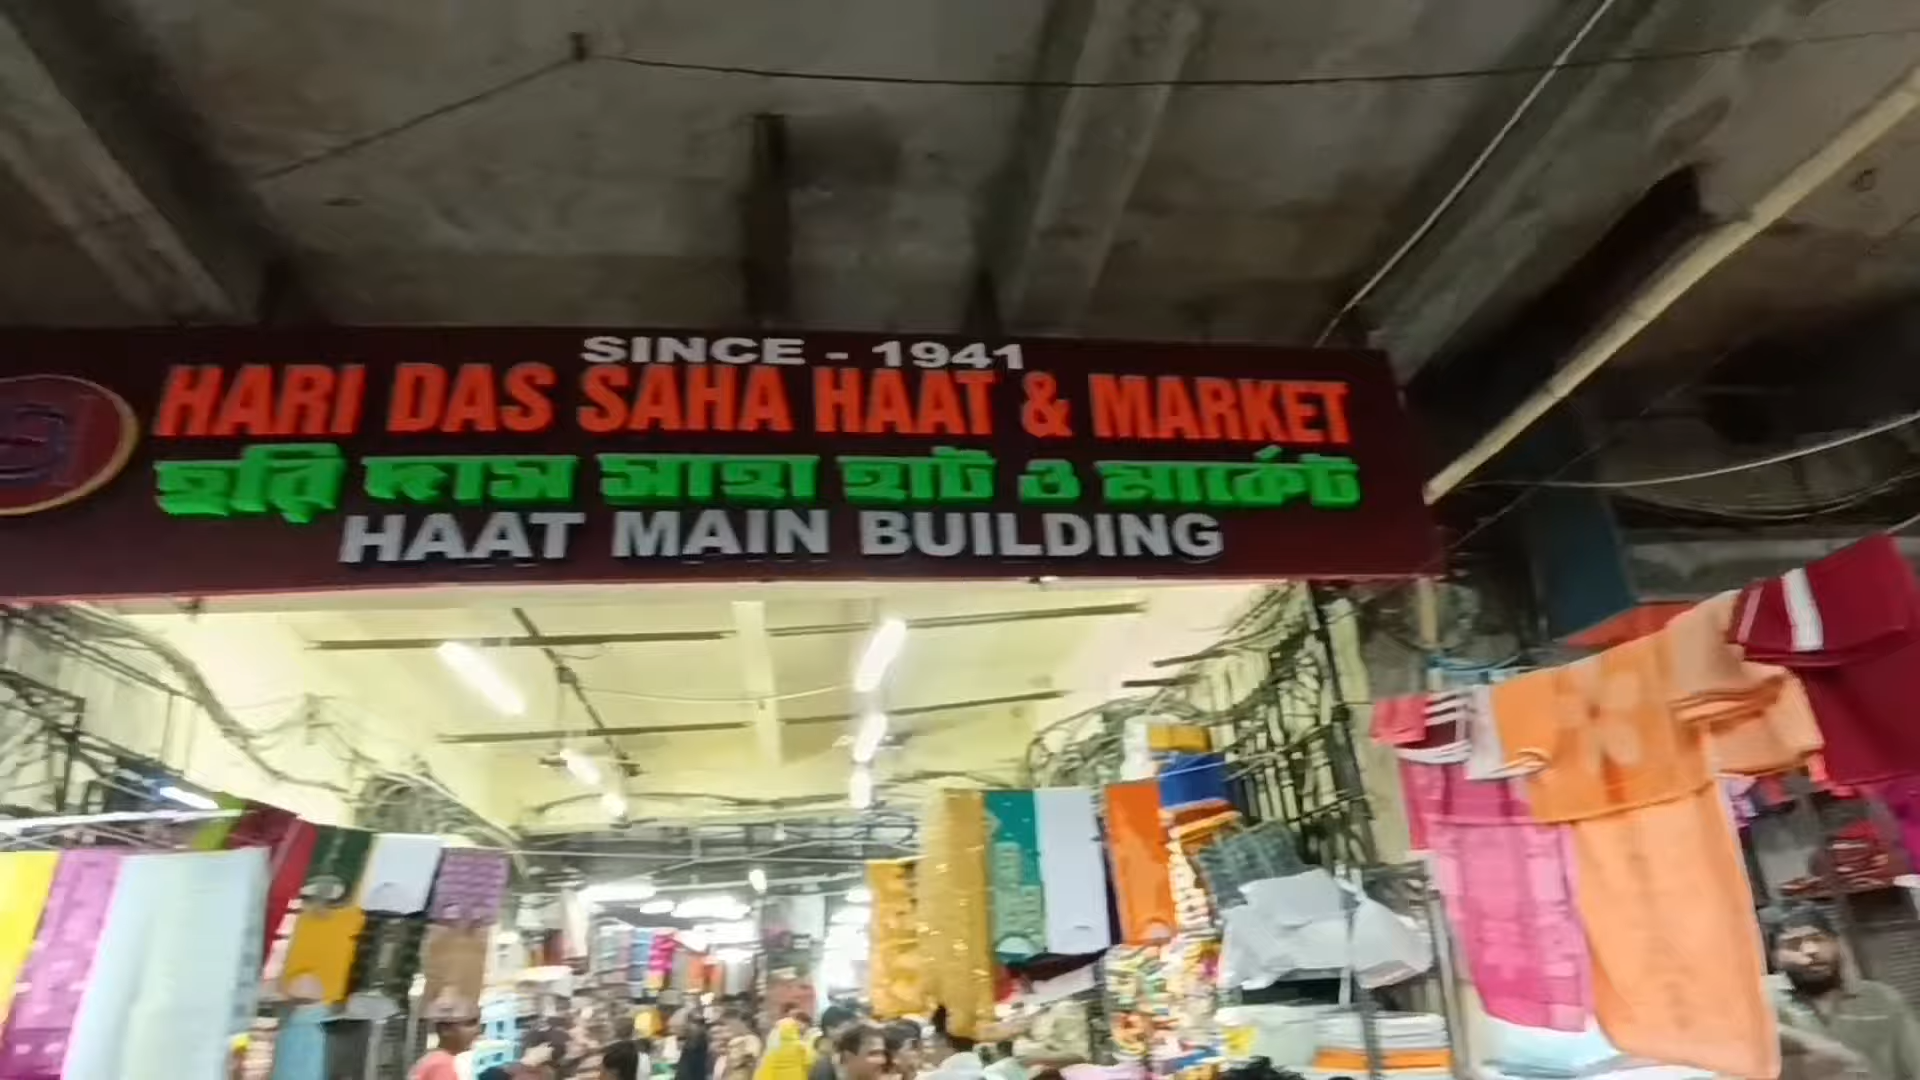 SINCE - 1941
HARI DAS SAHA HAAT & MARKET
হরি দাস সাহা হাট ও মার্কেট
HAAT MAIN BUILDING